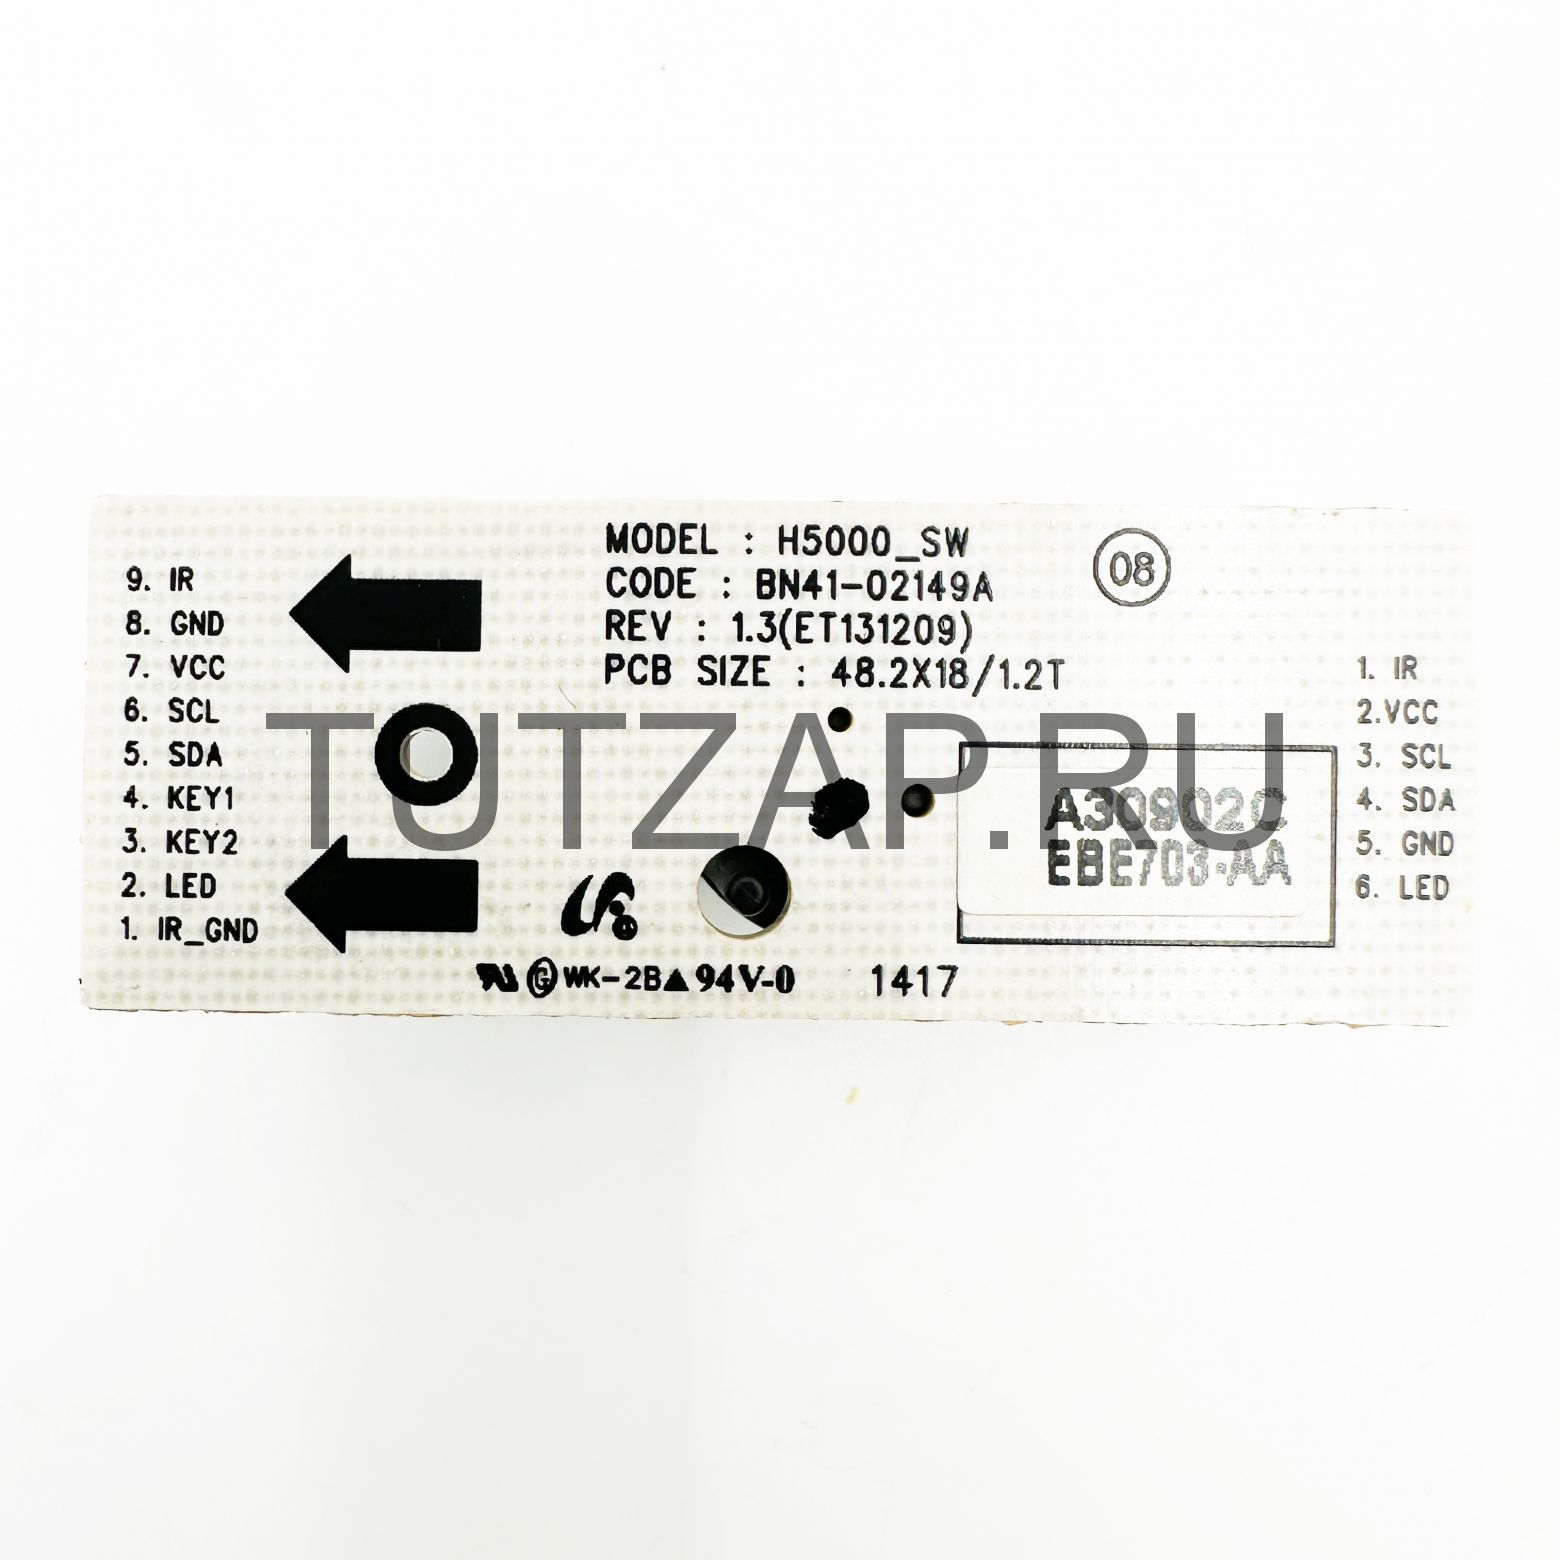 MODEL : H5000_SW
CODE : BN41-02149A
REV : 1.3(ET131209)
PCB SIZE : 48.2X18/1.2T
08
9. IR
8. GND
7. VCC
6. SCL
5. SDA
4. KEY1
3. KEY2
2. LED
1. IR_GND
TUTZAP.RU
A30902C
EBE703-AA
1. IR
2.VCC
3. SCL
4. SDA
5. GND
6. LED
WK-2B▲94V-0
1417